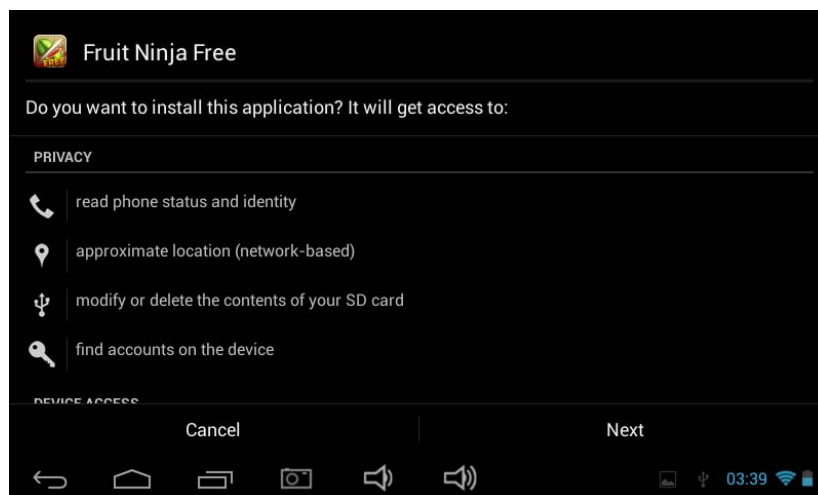 Fruit Ninja Free
Do you want to install this application? It will get access to:
PRIVACY
read phone status and identity
approximate location (network-based)
modify or delete the contents of your SD card
find accounts on the device
DEVICE ACCESS
Cancel
Next
03:39